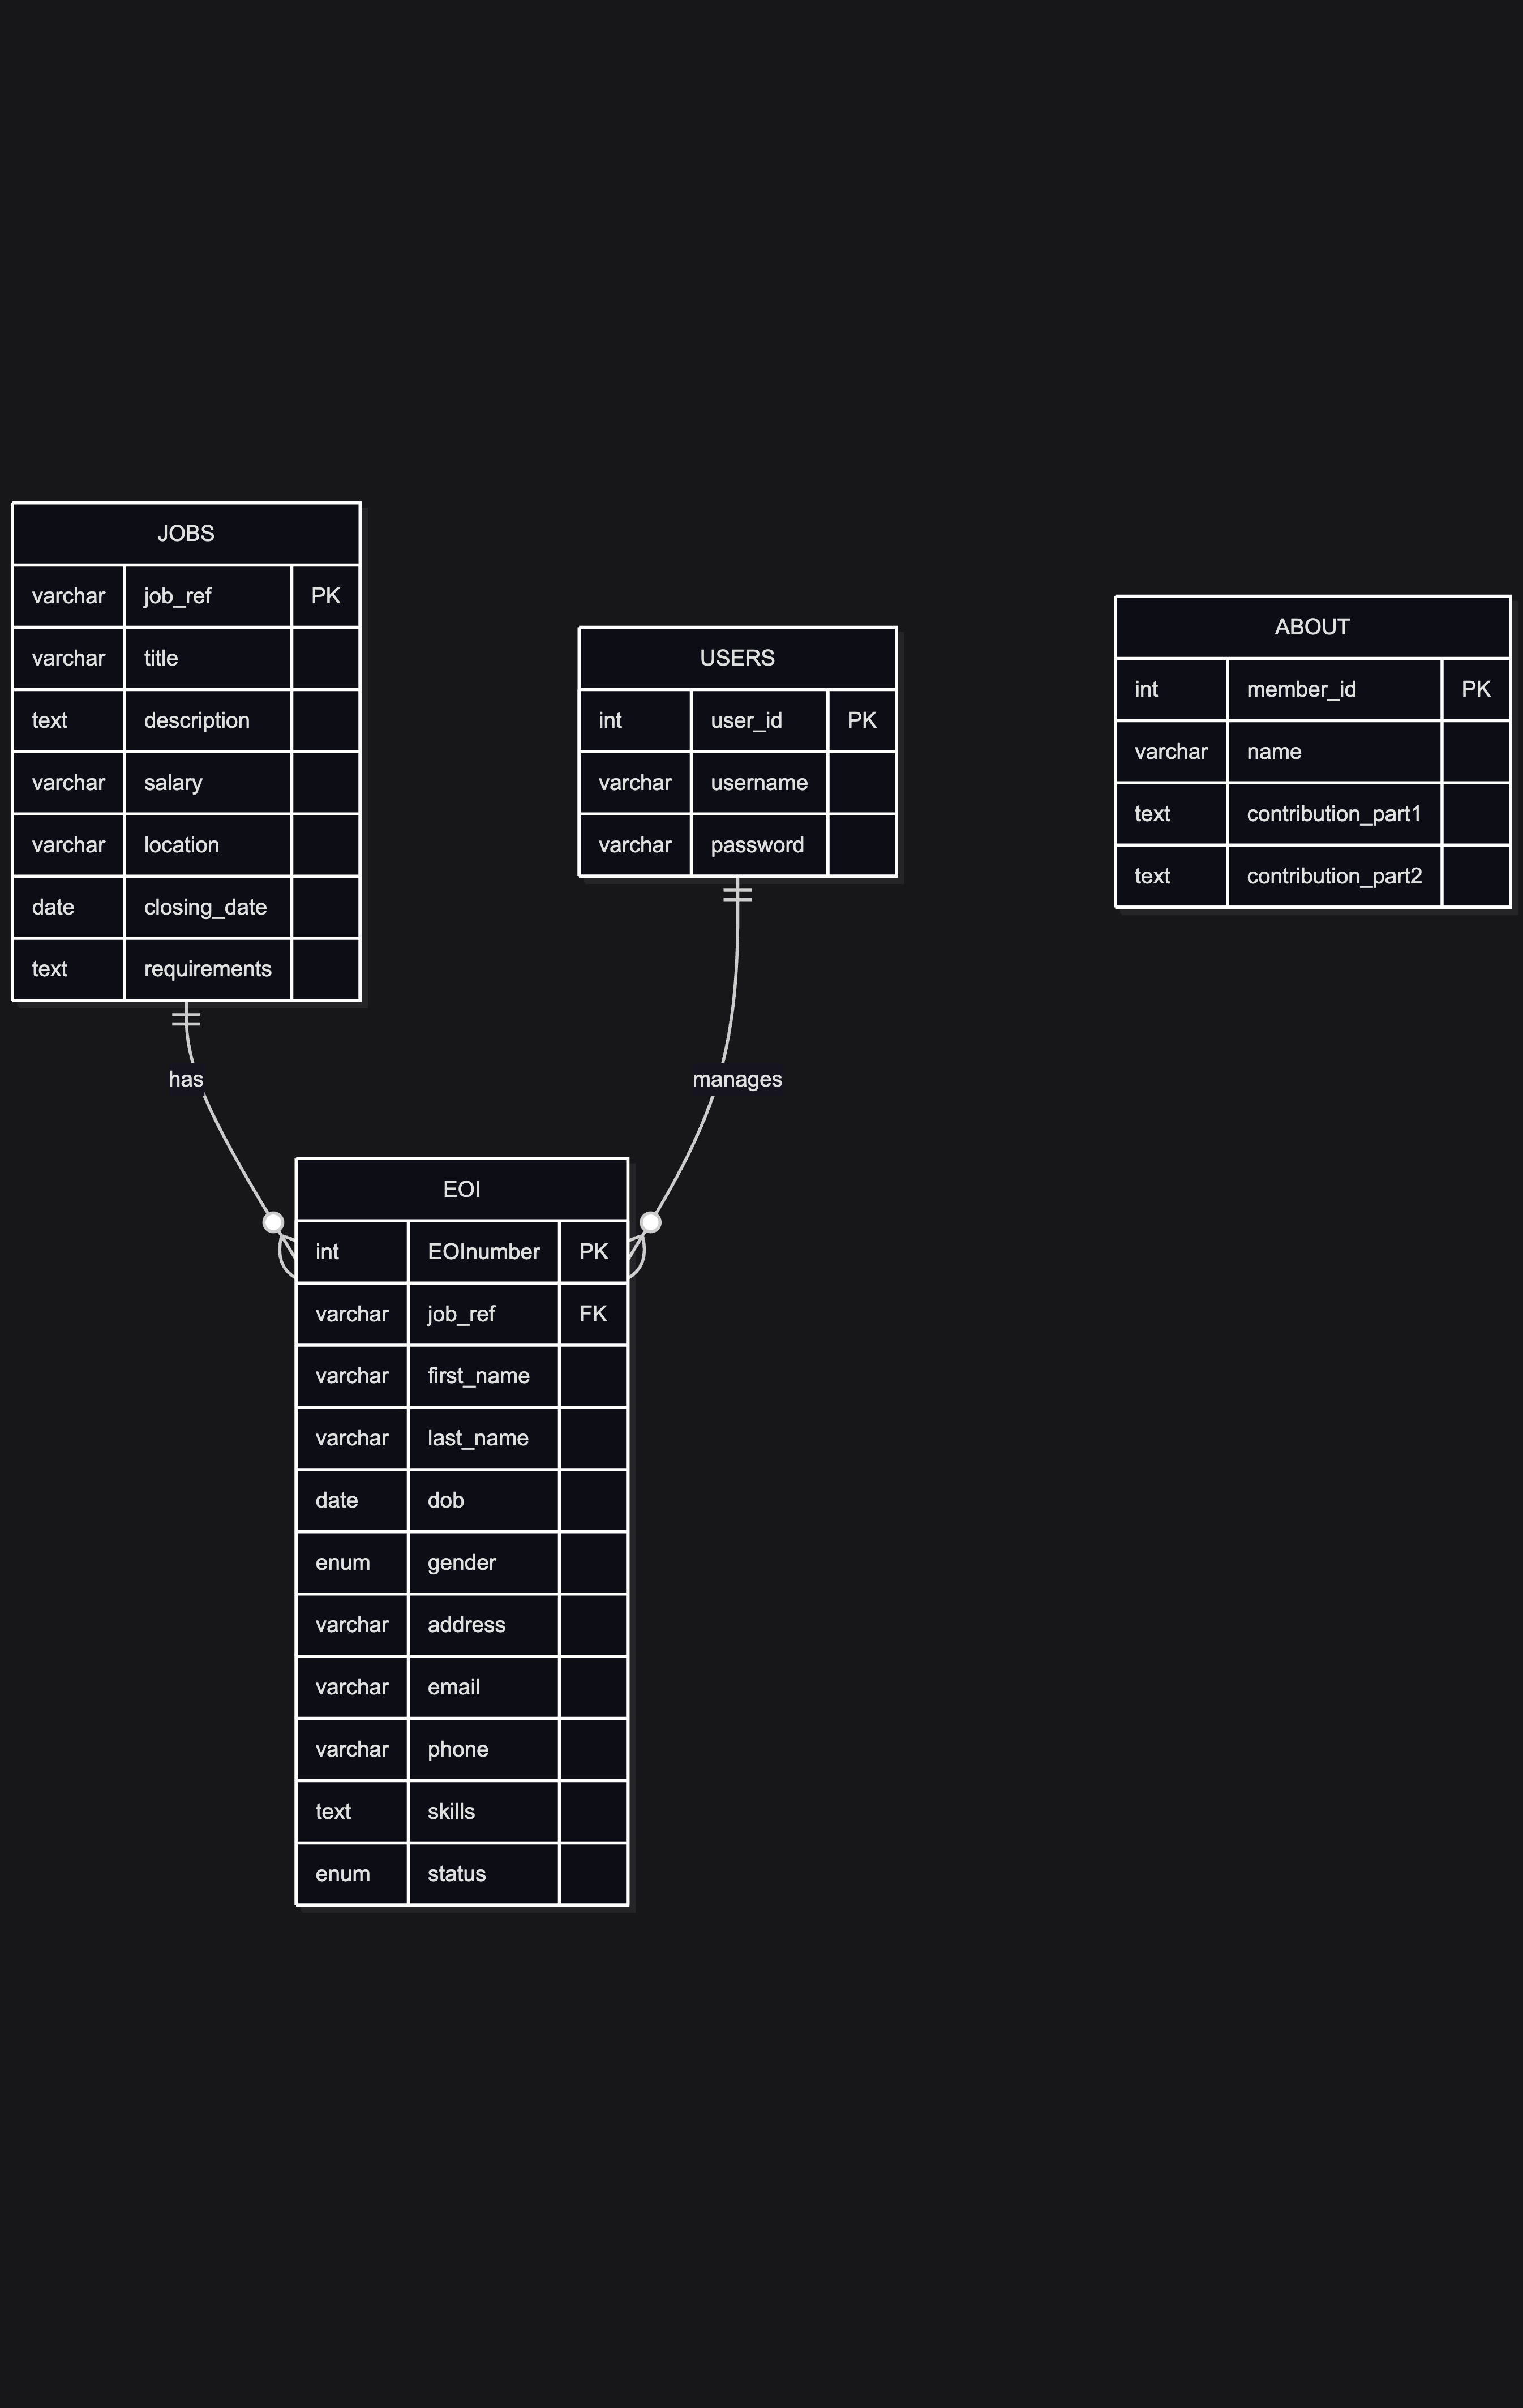 JOBS
varchar job_ref PK
varchar title
text description
varchar salary
varchar location
date closing_date
text requirements
USERS
int user_id PK
varchar username
varchar password
ABOUT
int member_id PK
varchar name
text contribution_part1
text contribution_part2
has
manages
EOI
int EOInumber PK
varchar job_ref FK
varchar first_name
varchar last_name
date dob
enum gender
varchar address
varchar email
varchar phone
text skills
enum status